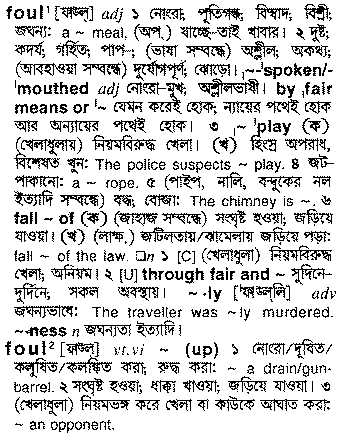 foul¹ [ফাউল্] adj ১ নোংরা; পূতিগন্ধ; বিস্বাদ; বিশ্রী;
জঘন্য: a ~ meal, (অপ.) যাচ্ছে-তাই খাবার। ২ দুষ্ট;
কদর্য, গর্হিত; পাপ-; (ভাষা সম্বন্ধে) অশ্লীল, অকথ্য;
(আবহাওয়া সম্বন্ধে) দুর্যোগপূর্ণ; ঝোড়ো। ¡~-ˈspoken/-
ˈmouthed adj নোংরা-মুখ; অশ্লীলভাষী। by ¡fair
means or ˈ~ যেমন করেই হোক; ন্যায়ের পথেই হোক
আর অন্যায়ের পথেই হোক। ৩ ¡~ ˈplay (ক)
(খেলাধুলায়) নিয়মবিরুদ্ধ খেলা। (খ) হিংস্র অপরাধ,
বিশেষত খুন: The police suspects ~ play. ৪ জট-
পাকানো: a ~ rope. ৫ (পাইপ, নালি, বন্দুকের নল
ইত্যাদি সম্বন্ধে) বদ্ধ; বোজা: The chimney is ~. ৬
fall ~ of (ক) (জাহাজ সম্বন্ধে) সংঘৃষ্ট হওয়া; জড়িয়ে
যাওয়া। (খ) (লাক্ষ.) জটিলতায়/ঝামেলায় জড়িয়ে পড়া:
fall ~ of the law. □n ১ [C] (খেলাধুলা) নিয়মবিরুদ্ধ
খেলা; অনিয়ম। ২ [U] through fair and ~ সুদিনে-
দুর্দিনে; সকল অবস্থায়। ~·ly [ˈফাউল্‌লি] adv
জঘন্যভাবে: The traveller was ~ly murdered.
~·ness n জঘন্যতা ইত্যাদি।
foul² [ফাউল্] vt,vi ~ (up) ১ নোংরা/দূষিত/
কলুষিত/কলঙ্কিত করা; রুদ্ধ করা: ~ a drain/gun-
barrel. ২ সংঘৃষ্ট হওয়া; ধাক্কা খাওয়া; জড়িয়ে যাওয়া। ৩
(খেলাধুলা) নিয়মভঙ্গ করে খেলা বা কাউকে আঘাত করা:
~ an opponent.